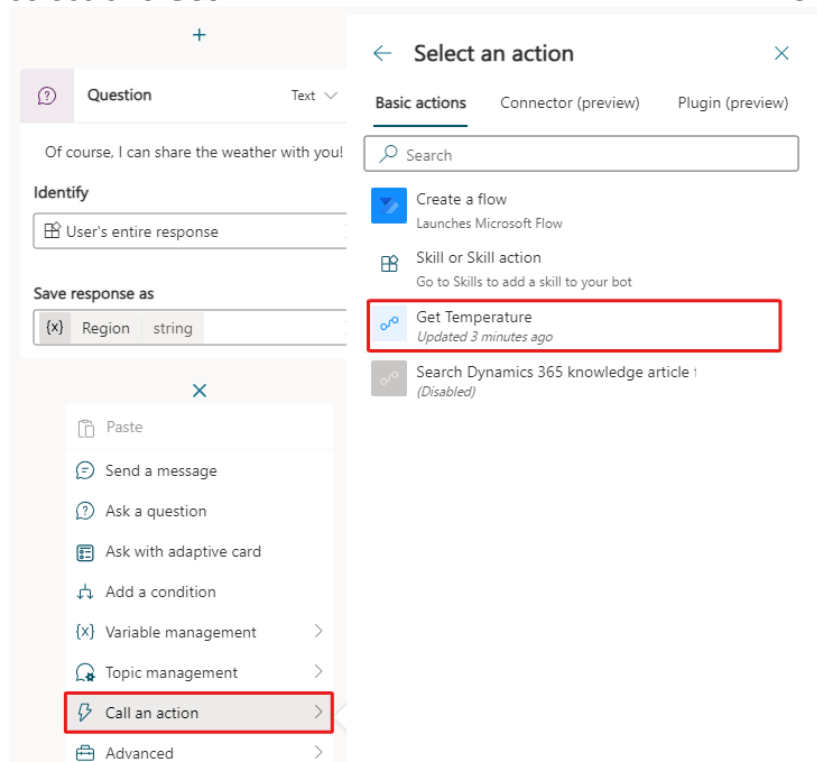 Question
Text
Of course, I can share the weather with you!
Identify
User's entire response
Save response as
{x} Region string
Paste
Send a message
Ask a question
Ask with adaptive card
Add a condition
{x} Variable management
Topic management
Call an action
Advanced
Select an action
Basic actions
Connector (preview)
Plugin (preview)
Search
Create a flow
Launches Microsoft Flow
Skill or Skill action
Go to Skills to add a skill to your bot
Get Temperature
Updated 3 minutes ago
Search Dynamics 365 knowledge article
(Disabled)